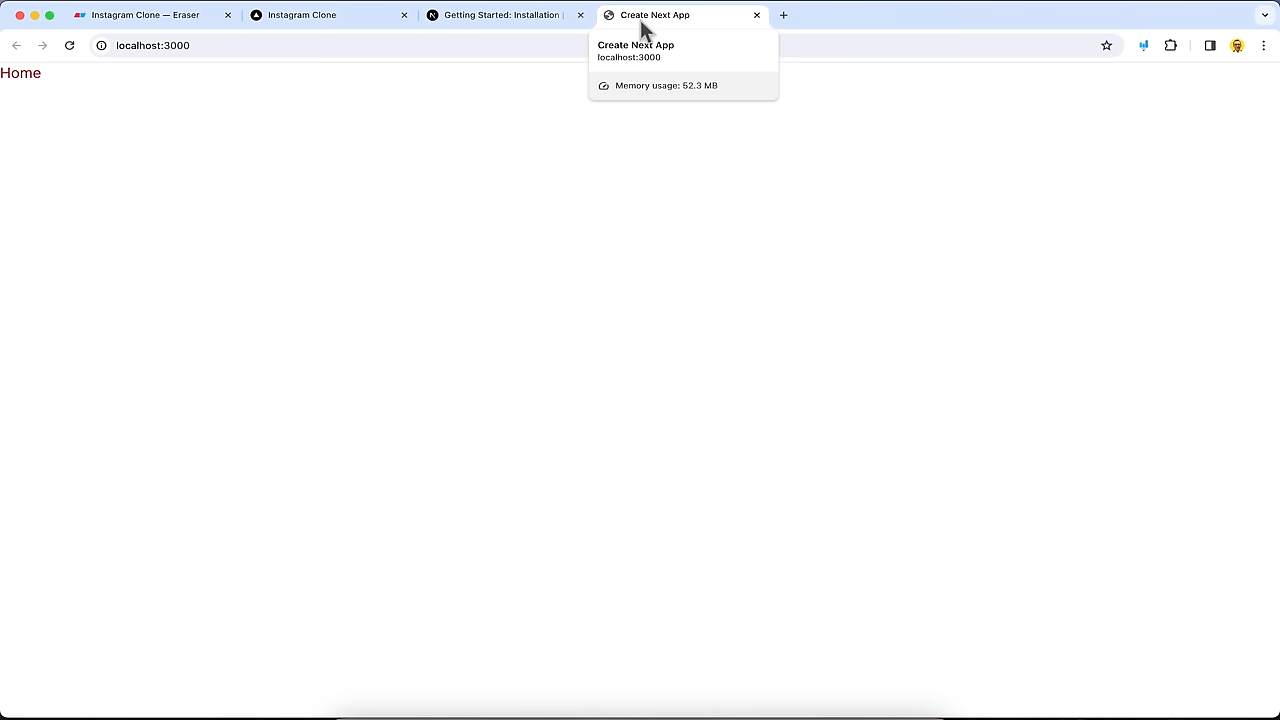 Instagram Clone — Eraser
Instagram Clone
Getting Started: Installation |
Create Next App
localhost:3000
Create Next App
localhost:3000
Memory usage: 52.3 MB
Home